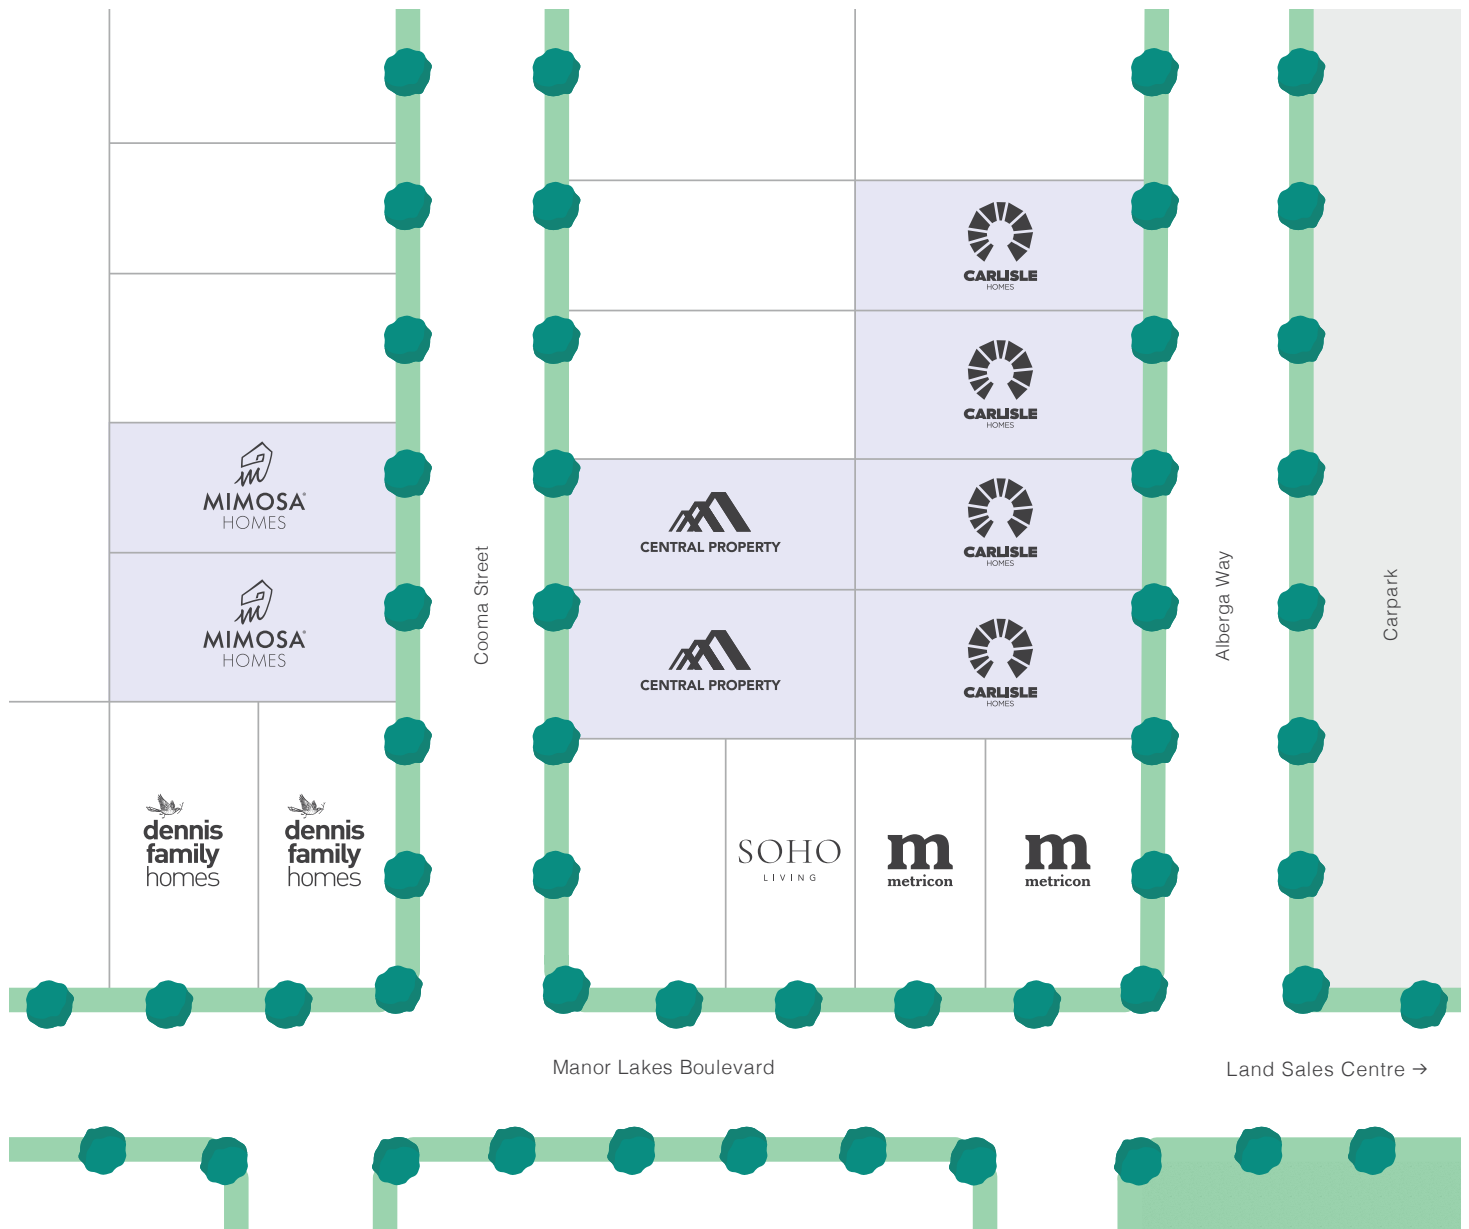 CARLISLE
HOMES
CARLISLE
HOMES
MIMOSA
HOMES
CENTRAL PROPERTY
CARLISLE
HOMES
MIMOSA
HOMES
CENTRAL PROPERTY
CARLISLE
HOMES
Cooma Street
Alberga Way
Carpark
dennis
family
homes
dennis
family
homes
SOHO
LIVING
m
metricon
m
metricon
Manor Lakes Boulevard
Land Sales Centre →